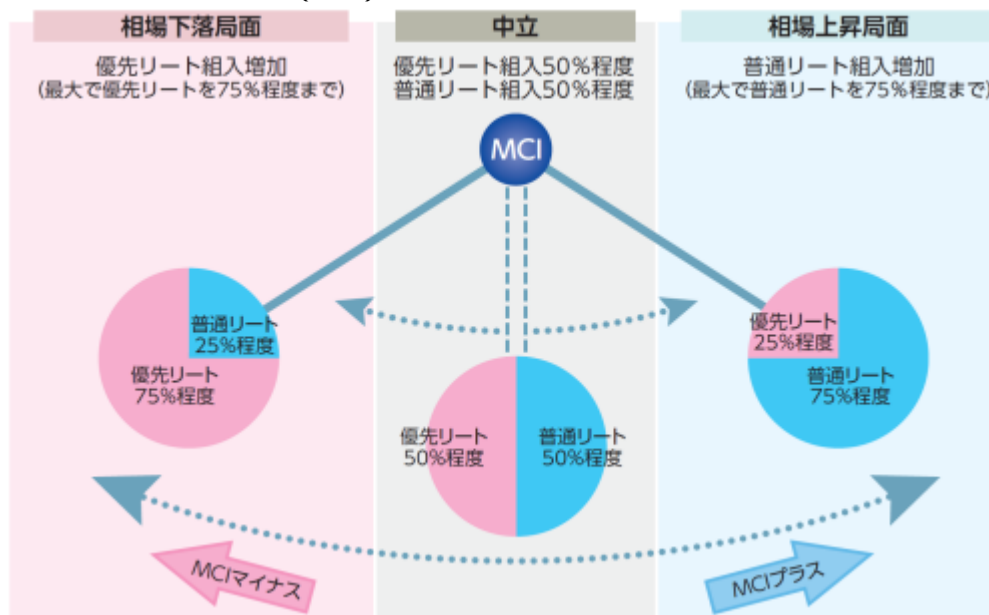 相場下落局面
優先リート組入増加
(最大で優先リートを75%程度まで)
中立
優先リート組入50%程度
普通リート組入50%程度
相場上昇局面
普通リート組入増加
(最大で普通リートを75%程度まで)
MCI
普通リート
25%程度
優先リート
75%程度
優先リート
50%程度
普通リート
50%程度
優先リート
25%程度
普通リート
75%程度
MCIマイナス
MCIプラス